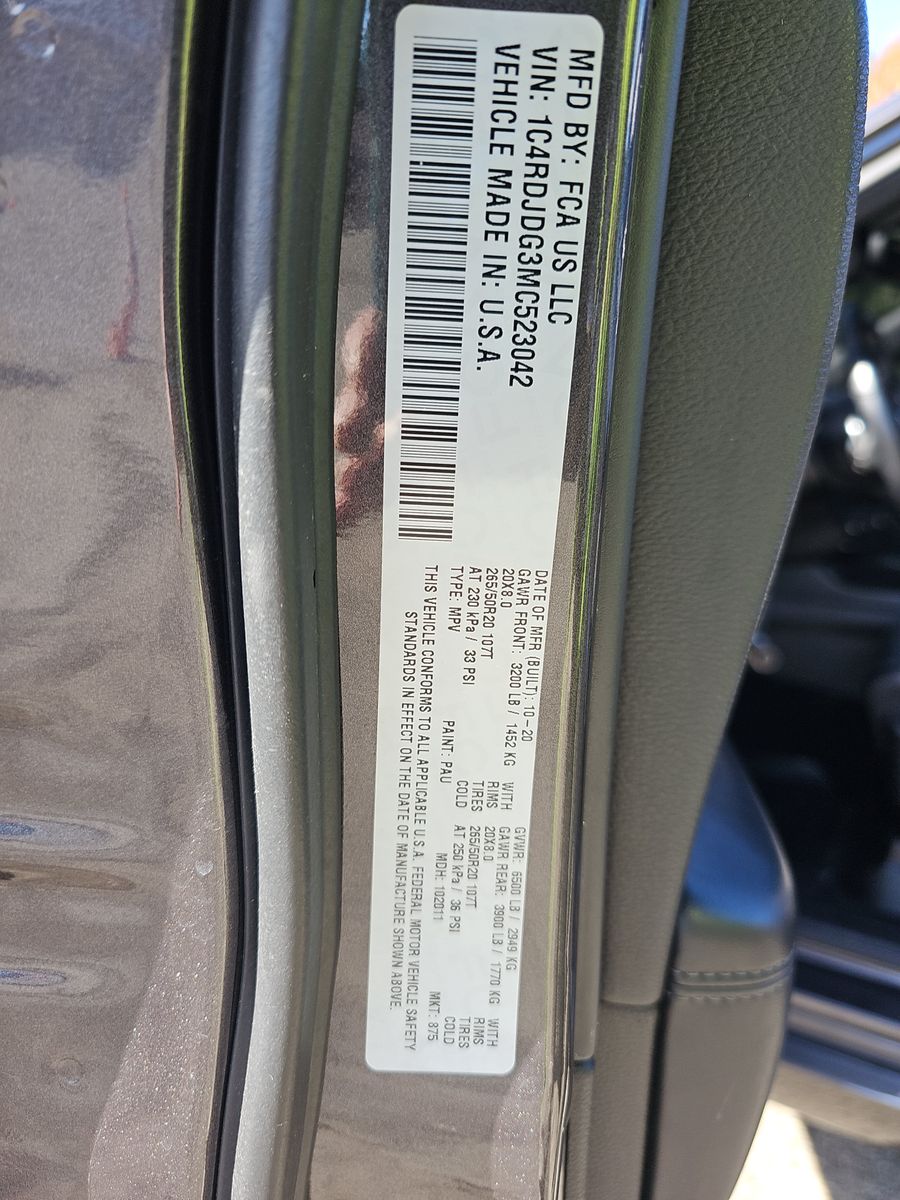 MFD BY: FCA US LLC
VIN: 1C4RDJDG3MC523042
VEHICLE MADE IN: U.S.A.
DATE OF MFR (BUILT): 10-20
GVWR: 6500 LB / 2949 KG
GAWR FRONT: 3200 LB / 1452 KG WITH
GAWR REAR: 3900 LB / 1770 KG WITH
20X8.0 RIMS
20X8.0 RIMS
265/50R20 107T TIRES
265/50R20 107T TIRES
AT 230 kPa / 33 PSI COLD
AT 250 kPa / 36 PSI COLD
TYPE: MPV PAINT: PAU MDH: 102011 MKT: 875
THIS VEHICLE CONFORMS TO ALL APPLICABLE U.S.A. FEDERAL MOTOR VEHICLE SAFETY
STANDARDS IN EFFECT ON THE DATE OF MANUFACTURE SHOWN ABOVE.